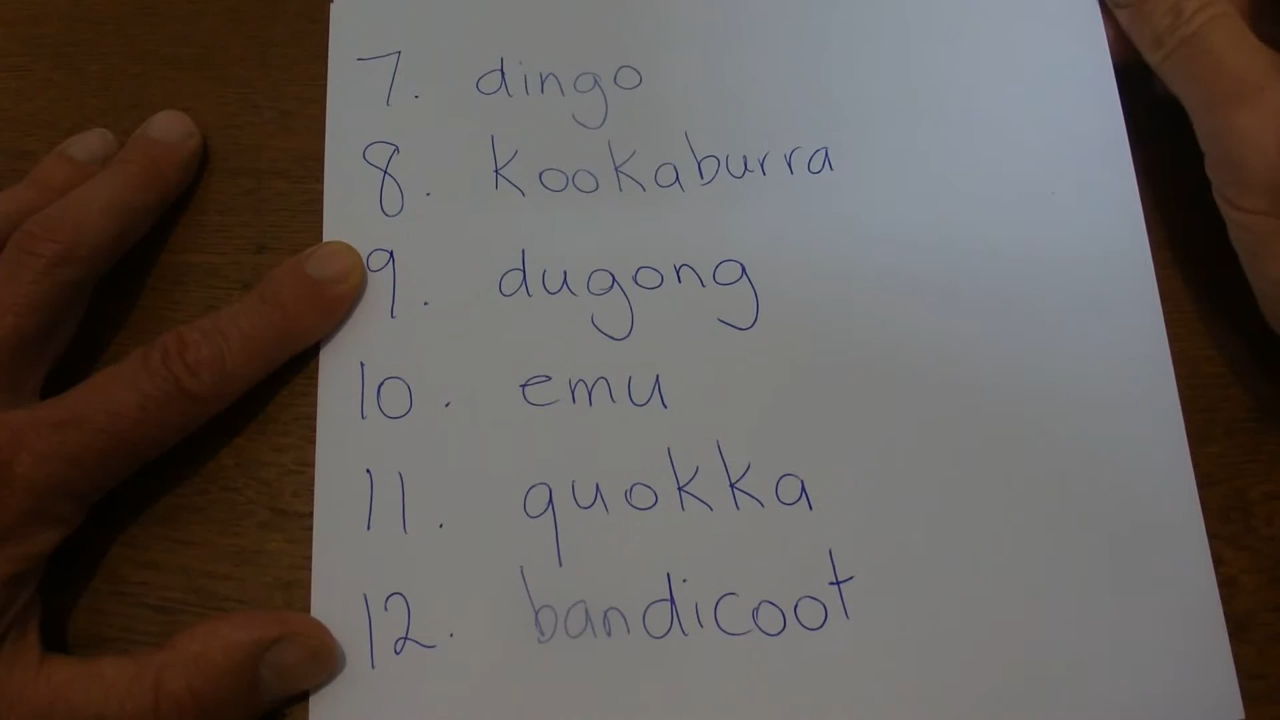 7. dingo
8. kookaburra
9. dugong
10. emu
11. quokka
12. bandicoot